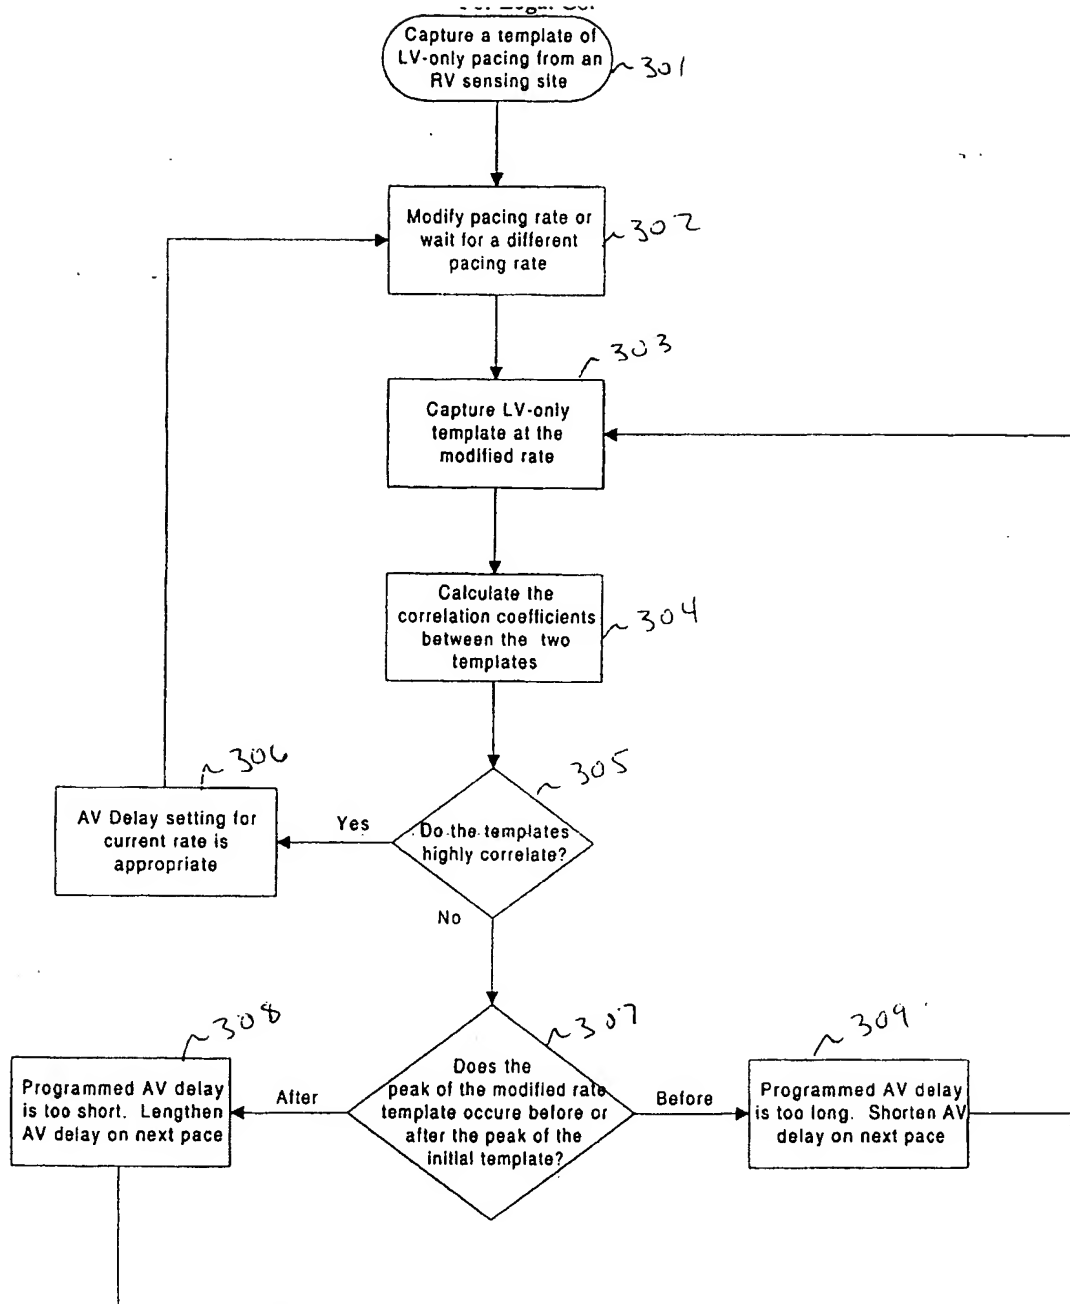 Capture a template of
LV-only pacing from an
RV sensing site
301
Modify pacing rate or
wait for a different
pacing rate
302
303
Capture LV-only
template at the
modified rate
Calculate the
correlation coefficients
between the two
templates
304
306
AV Delay setting for
current rate is
appropriate
Yes
305
Do the templates
highly correlate?
No
308
Programmed AV delay
is too short. Lengthen
AV delay on next pace
After
307
Does the
peak of the modified rate
template occure before or
after the peak of the
initial template?
Before
309
Programmed AV delay
is too long. Shorten AV
delay on next pace